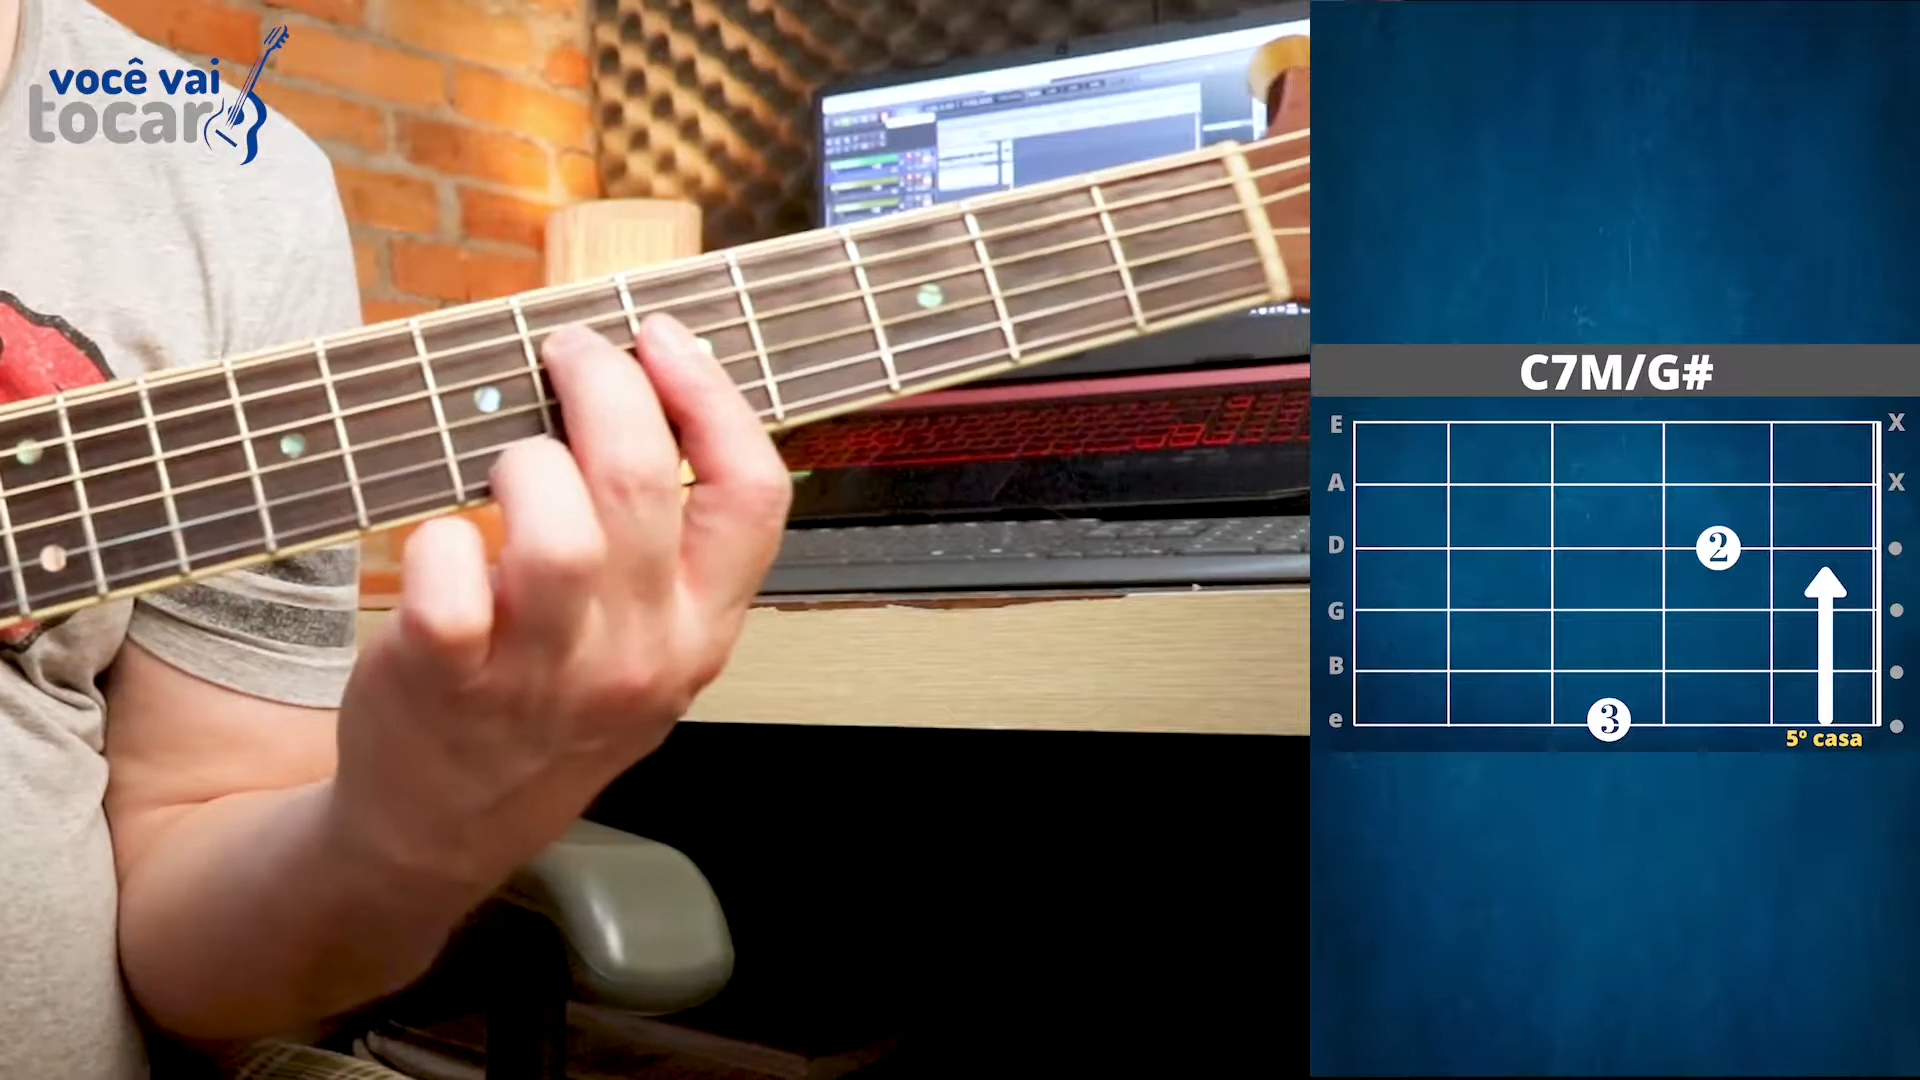 você vai
tocar
C7M/G#
E X
A X
D 2
G
B
e 3
5º casa